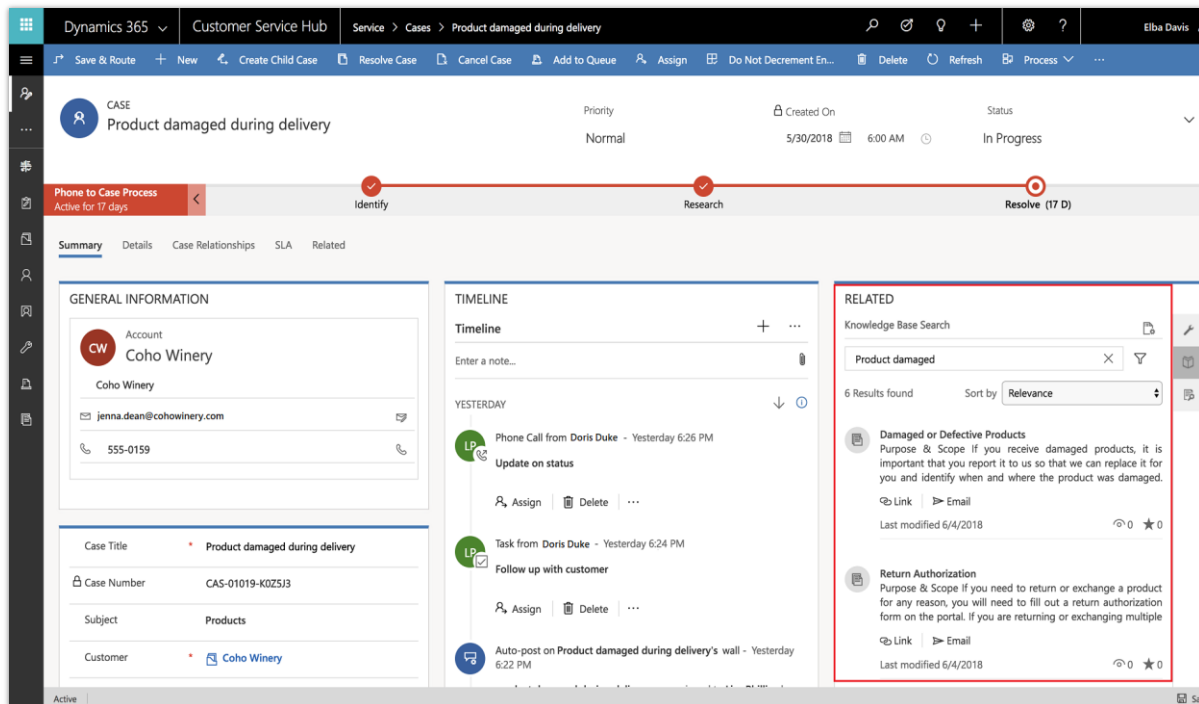 Dynamics 365
Customer Service Hub
Service > Cases > Product damaged during delivery
Elba Davis
Save & Route
New
Create Child Case
Resolve Case
Cancel Case
Add to Queue
Assign
Do Not Decrement En...
Delete
Refresh
Process
CASE
Product damaged during delivery
Priority
Normal
Created On
5/30/2018
6:00 AM
Status
In Progress
Phone to Case Process
Active for 17 days
Identify
Research
Resolve (17 D)
Summary
Details
Case Relationships
SLA
Related
GENERAL INFORMATION
CW
Account
Coho Winery
Coho Winery
jenna.dean@cohowinery.com
555-0159
Case Title * Product damaged during delivery
Case Number CAS-01019-K0Z5J3
Subject Products
Customer * Coho Winery
TIMELINE
Timeline
Enter a note...
YESTERDAY
LP
Phone Call from Doris Duke - Yesterday 6:26 PM
Update on status
Assign
Delete
LP
Task from Doris Duke - Yesterday 6:24 PM
Follow up with customer
Assign
Delete
Auto-post on Product damaged during delivery's wall - Yesterday
6:22 PM
RELATED
Knowledge Base Search
Product damaged
6 Results found
Sort by Relevance
Damaged or Defective Products
Purpose & Scope If you receive damaged products, it is
important that you report it to us so that we can replace it for
you and identify when and where the product was damaged.
Link
Email
Last modified 6/4/2018
0
0
Return Authorization
Purpose & Scope If you need to return or exchange a product
for any reason, you will need to fill out a return authorization
form on the portal. If you are returning or exchanging multiple
Link
Email
Last modified 6/4/2018
0
0
Active